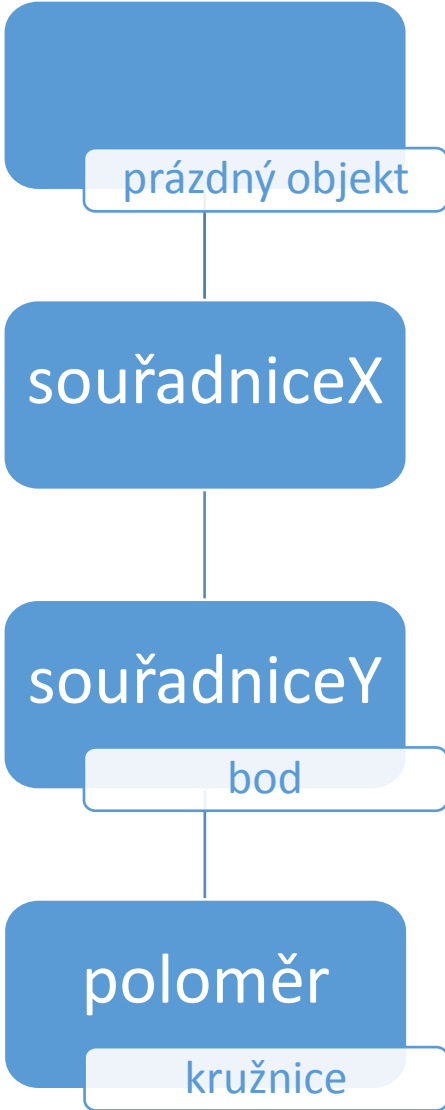 prázdný objekt
souřadniceX
souřadniceY
bod
poloměr
kružnice